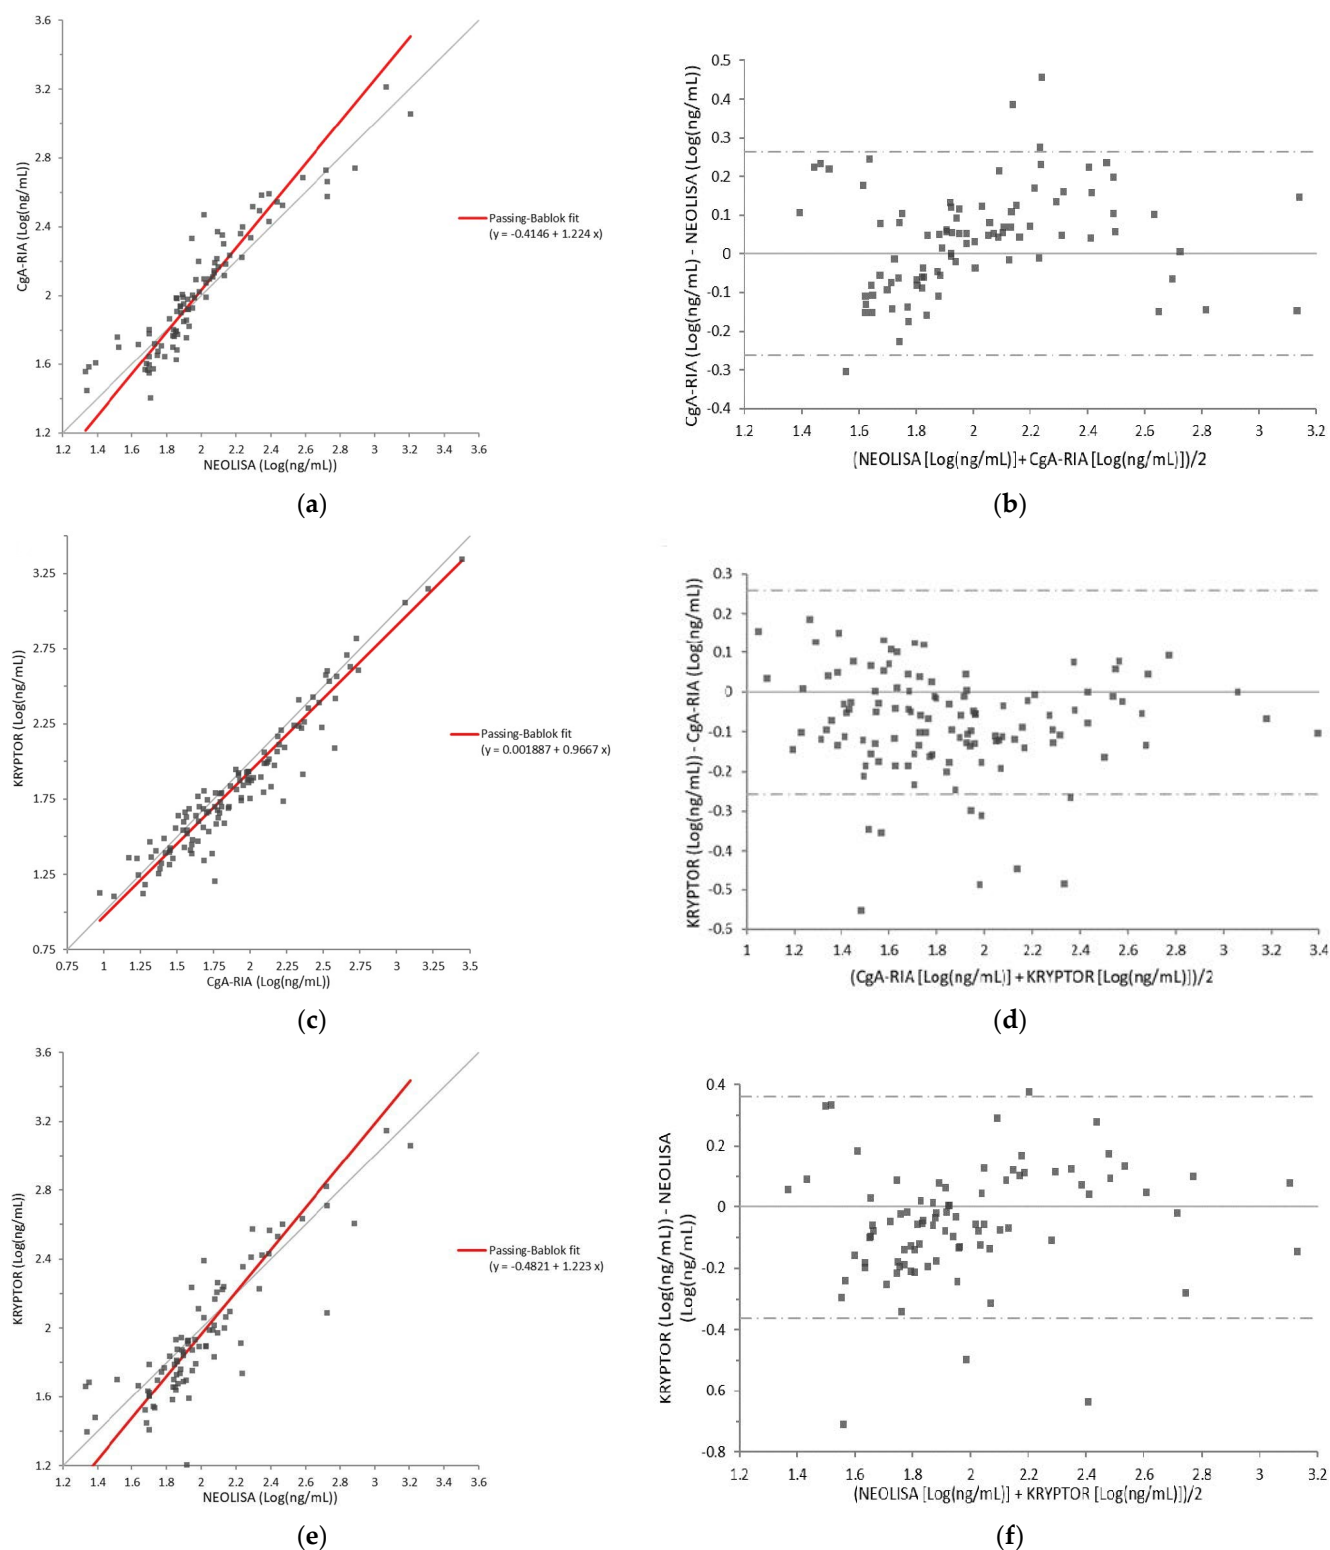 3.6
3.2
2.8
2.4
2
1.6
1.2
CgA-RIA (Log(ng/mL))
1.2 1.4 1.6 1.8 2 2.2 2.4 2.6 2.8 3 3.2 3.4 3.6
NEOLISA (Log(ng/mL))
Passing-Bablok fit
(y = -0.4146 + 1.224 x)
(a)
0.5
0.4
0.3
0.2
0.1
0
-0.1
-0.2
-0.3
-0.4
CgA-RIA (Log(ng/mL) - NEOLISA (Log(ng/mL))
1.2 1.4 1.6 1.8 2 2.2 2.4 2.6 2.8 3 3.2
(NEOLISA [Log(ng/mL)]+CgA-RIA [Log(ng/mL)])/2
(b)
3.25
2.75
2.25
1.75
1.25
0.75
KRYPTOR (Log(ng/mL))
0.75 1 1.25 1.5 1.75 2 2.25 2.5 2.75 3 3.25 3.5
CgA-RIA (Log(ng/mL))
Passing-Bablok fit
(y = 0.001887 + 0.9667 x)
(c)
0.3
0.2
0.1
0
-0.1
-0.2
-0.3
-0.4
-0.5
-0.6
KRYPTOR (Log(ng/mL)) - CgA-RIA (Log(ng/mL))
1 1.2 1.4 1.6 1.8 2 2.2 2.4 2.6 2.8 3 3.2 3.4
(CgA-RIA [Log(ng/mL)] + KRYPTOR [Log(ng/mL)])/2
(d)
3.6
3.2
2.8
2.4
2
1.6
1.2
KRYPTOR (Log(ng/mL))
1.2 1.4 1.6 1.8 2 2.2 2.4 2.6 2.8 3 3.2 3.4 3.6
NEOLISA (Log(ng/mL))
Passing-Bablok fit
(y = -0.4821 + 1.223 x)
(e)
0.4
0.2
0
-0.2
-0.4
0.6
-0.8
KRYPTOR (Log(ng/mL)) - NEOLISA
(Log(ng/mL))
1.2 1.4 1.6 1.8 2 2.2 2.4 2.6 2.8 3 3.2
(NEOLISA [Log(ng/mL)] + KRYPTOR [Log(ng/mL)])/2
(f)